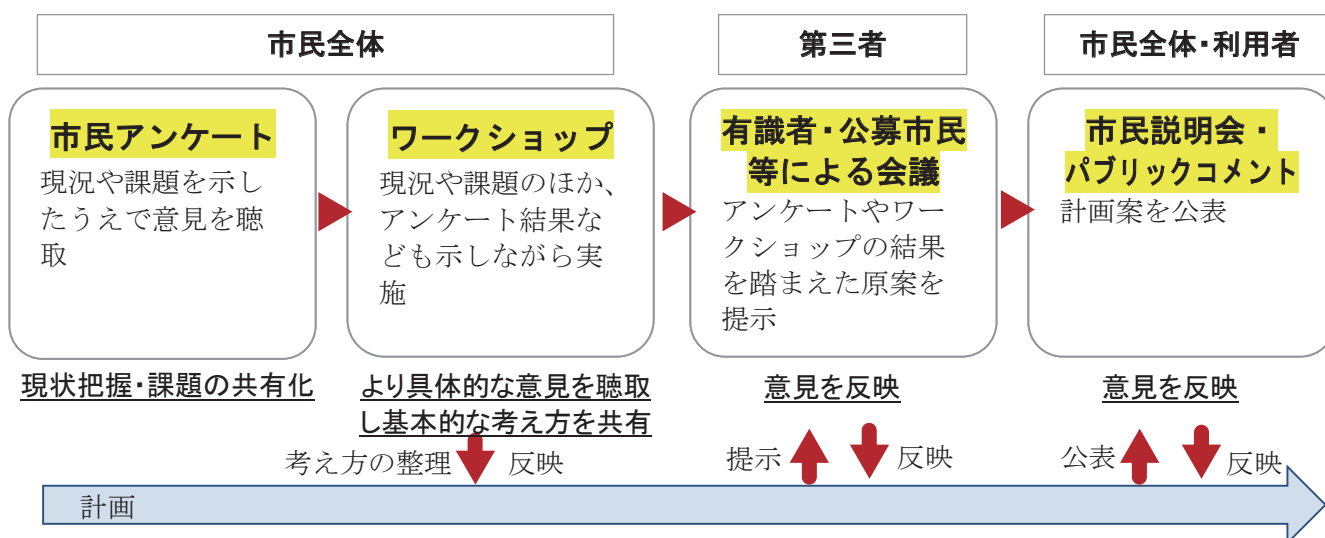 市民全体
第三者
市民全体・利用者
市民アンケート
現況や課題を示し
たうえで意見を聴
取
ワークショップ
現況や課題のほか、
アンケート結果な
ども示しながら実
施
有識者・公募市民
等による会議
アンケートやワー
クショップの結果
を踏まえた原案を
提示
市民説明会・
パブリックコメント
計画案を公表
現状把握・課題の共有化
より具体的な意見を聴取
し基本的な考え方を共有
意見を反映
意見を反映
考え方の整理
反映
提示
反映
公表
反映
計画